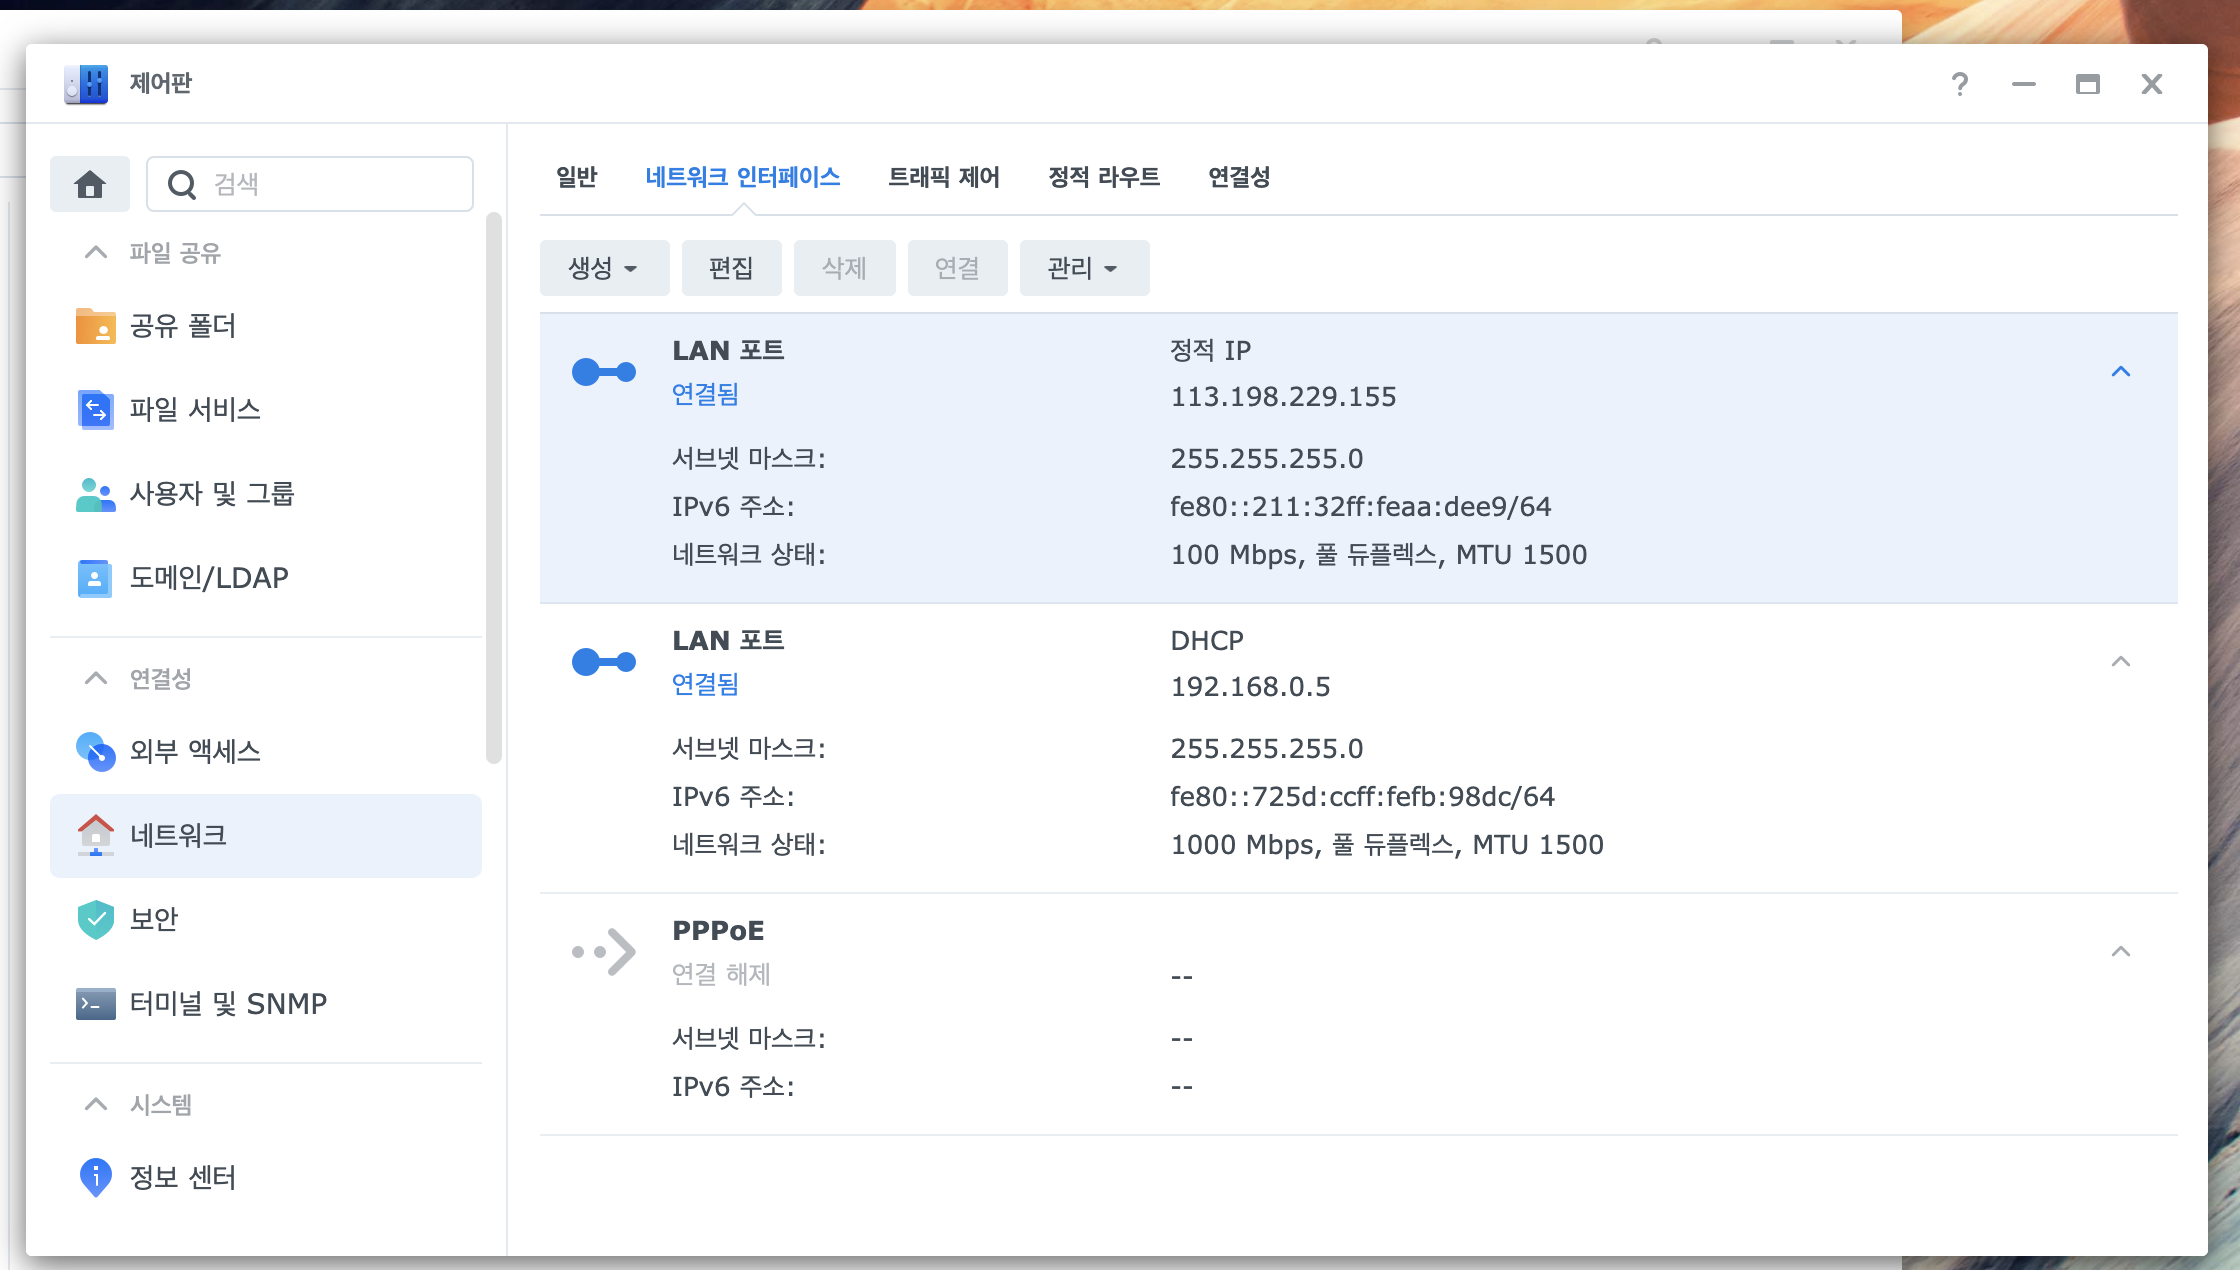 제어판
검색
파일 공유
공유 폴더
파일 서비스
사용자 및 그룹
도메인/LDAP
연결성
외부 액세스
네트워크
보안
터미널 및 SNMP
시스템
정보 센터
일반 네트워크 인터페이스 트래픽 제어 정적 라우트 연결성
생성 편집 삭제 연결 관리
LAN 포트 정적 IP
연결됨 113.198.229.155
서브넷 마스크: 255.255.255.0
IPv6 주소: fe80::211:32ff:feaa:dee9/64
네트워크 상태: 100 Mbps, 풀 듀플렉스, MTU 1500
LAN 포트 DHCP
연결됨 192.168.0.5
서브넷 마스크: 255.255.255.0
IPv6 주소: fe80::725d:ccff:fefb:98dc/64
네트워크 상태: 1000 Mbps, 풀 듀플렉스, MTU 1500
PPPoE
연결 해제 --
서브넷 마스크: --
IPv6 주소: --